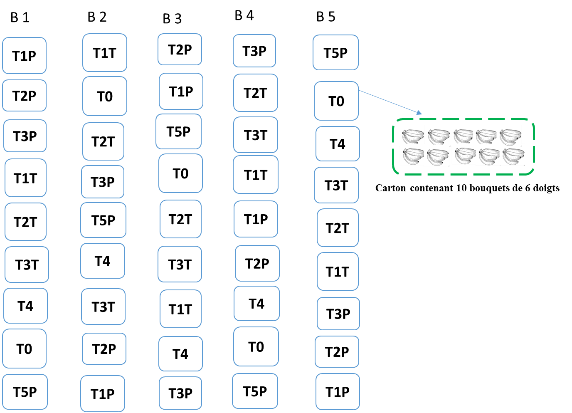 B 1 B 2 B 3 B 4 B 5
T1P T1T T2P T3P T5P
T2P T0 T1P T2T T0
T3P T2T T5P T3T T4
T1T T3P T0 T1T T3T
T2T T5P T2T T1P T2T
T3T T4 T3T T2P T1T
T4 T3T T1T T4 T3P
T0 T2P T4 T0 T2P
T5P T1P T3P T5P T1P
Carton contenant 10 bouquets de 6 doigts